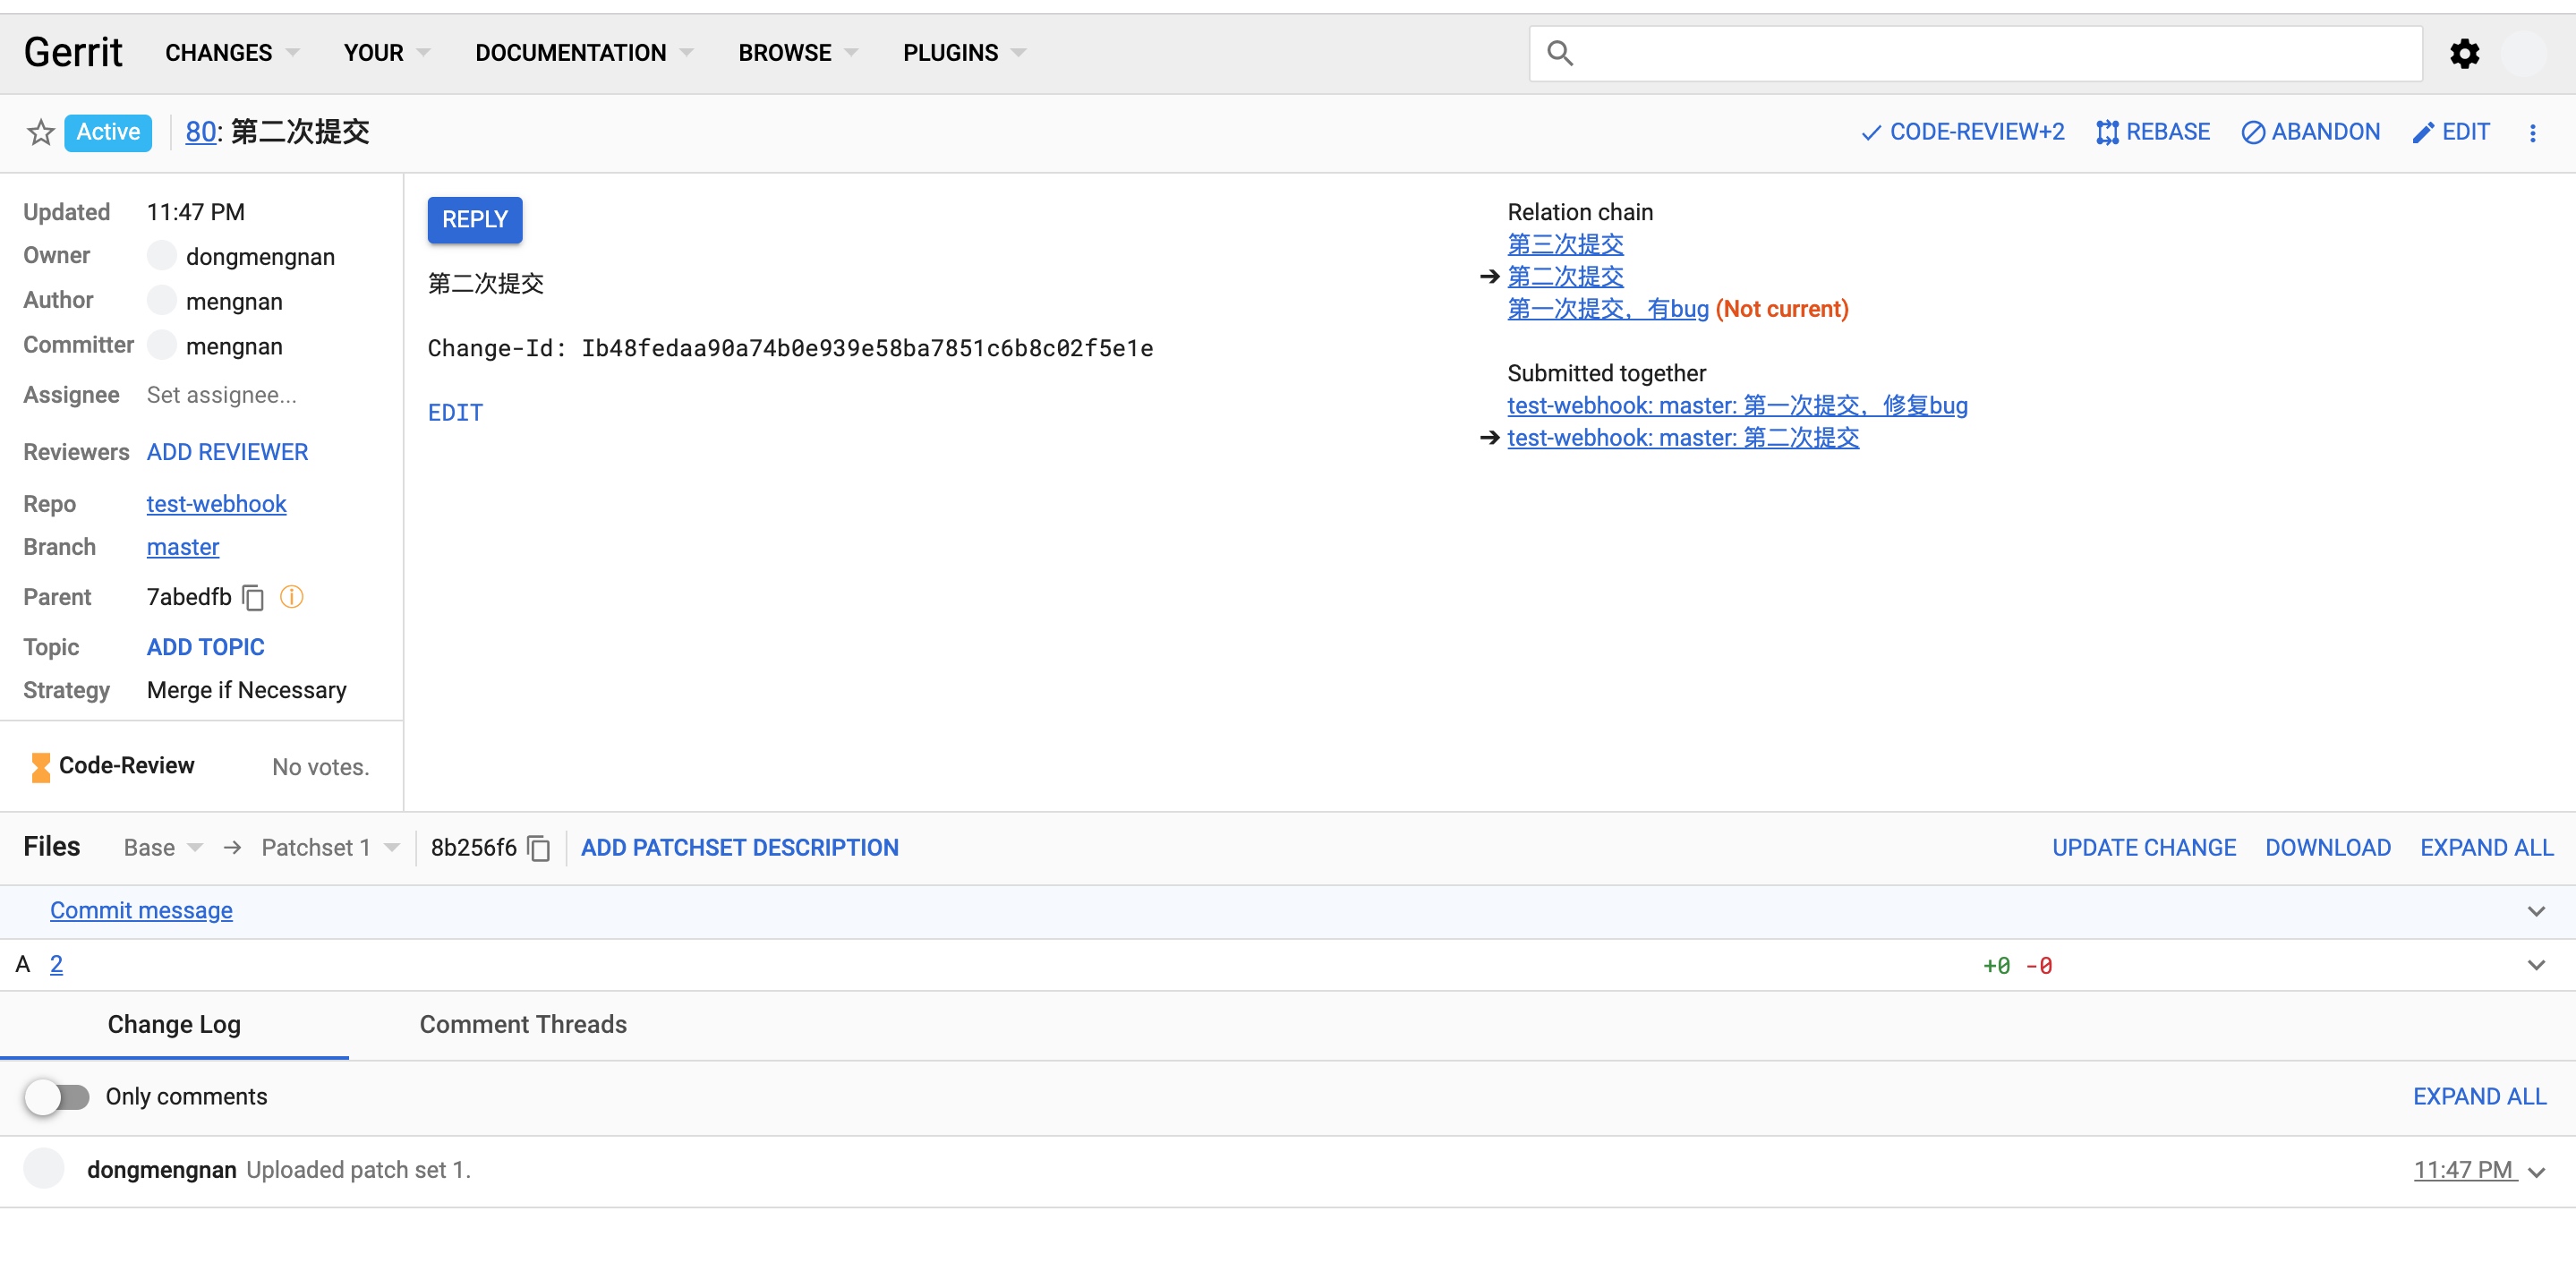 Gerrit CHANGES YOUR DOCUMENTATION BROWSE PLUGINS
Active 80: 第二次提交 CODE-REVIEW+2 REBASE ABANDON EDIT
Updated 11:47 PM
Owner dongmengnan
Author mengnan
Committer mengnan
Assignee Set assignee...
Reviewers ADD REVIEWER
Repo test-webhook
Branch master
Parent 7abedfb
Topic ADD TOPIC
Strategy Merge if Necessary
Code-Review No votes.
REPLY
第二次提交
Change-Id: Ib48fedaa90a74b0e939e58ba7851c6b8c02f5e1e
EDIT
Relation chain
第三次提交
➔ 第二次提交
第一次提交，有bug (Not current)
Submitted together
test-webhook: master: 第一次提交，修复bug
➔ test-webhook: master: 第二次提交
Files Base → Patchset 1 8b256f6 ADD PATCHSET DESCRIPTION UPDATE CHANGE DOWNLOAD EXPAND ALL
Commit message
A 2 +0 -0
Change Log Comment Threads
Only comments EXPAND ALL
dongmengnan Uploaded patch set 1. 11:47 PM